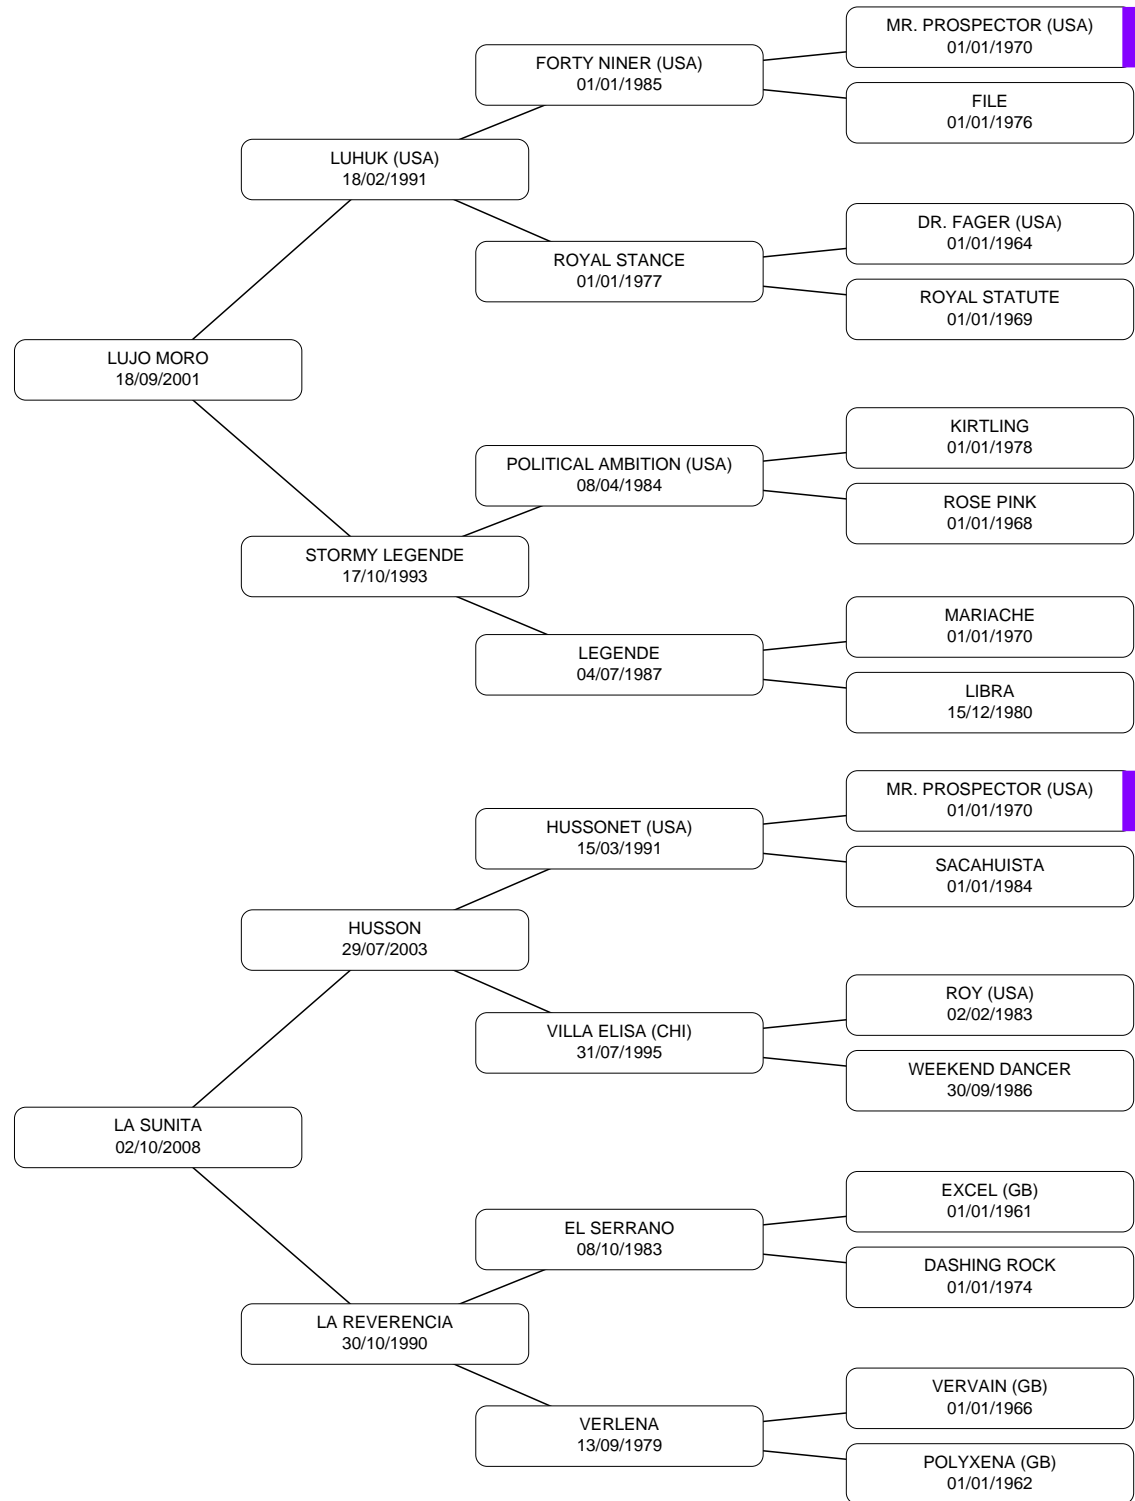 MR. PROSPECTOR (USA)
01/01/1970
FORTY NINER (USA)
01/01/1985
FILE
01/01/1976
LUHUK (USA)
18/02/1991
DR. FAGER (USA)
01/01/1964
ROYAL STANCE
01/01/1977
ROYAL STATUTE
01/01/1969
LUJO MORO
18/09/2001
KIRTLING
01/01/1978
POLITICAL AMBITION (USA)
08/04/1984
ROSE PINK
01/01/1968
STORMY LEGENDE
17/10/1993
MARIACHE
01/01/1970
LEGENDE
04/07/1987
LIBRA
15/12/1980
MR. PROSPECTOR (USA)
01/01/1970
HUSSONET (USA)
15/03/1991
SACAHUISTA
01/01/1984
HUSSON
29/07/2003
ROY (USA)
02/02/1983
VILLA ELISA (CHI)
31/07/1995
WEEKEND DANCER
30/09/1986
LA SUNITA
02/10/2008
EXCEL (GB)
01/01/1961
EL SERRANO
08/10/1983
DASHING ROCK
01/01/1974
LA REVERENCIA
30/10/1990
VERVAIN (GB)
01/01/1966
VERLENA
13/09/1979
POLYXENA (GB)
01/01/1962